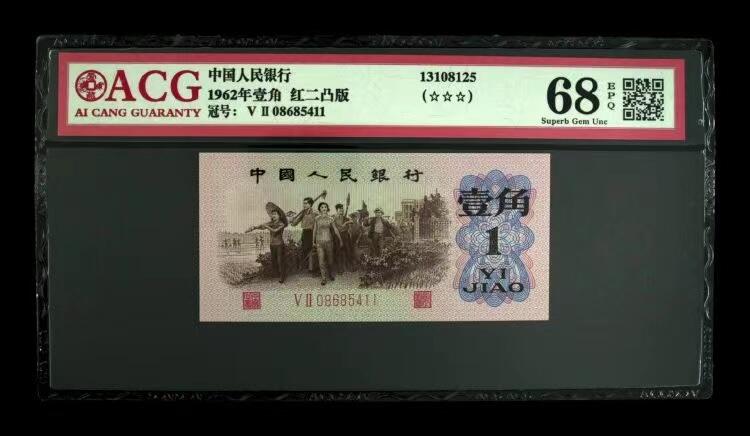 ACG
AI CANG GUARANTY
中国人民银行
1962年壹角 红二凸版
冠号: V II 08685411
13108125
(☆☆☆)
68
EPQ
Superb Gem Unc
中國人民銀行
壹角
1
YI
JIAO
V II 08685411